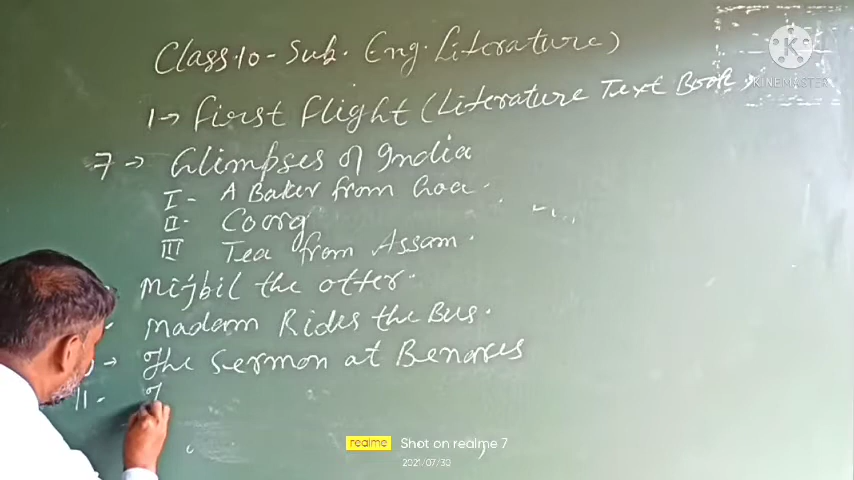 Class.10 - Sub. Eng. Literature)
1→ First flight (Literature Text Book.)
7 → Glimpses of India
I - A Baker from Goa.
II - Coorg
III Tea from Assam.
Mijbil the otter.
Madam Rides the Bus.
→ The Sermon at Benares
11 - T
K
KINEMASTER
realme Shot on realme 7
2021/07/30